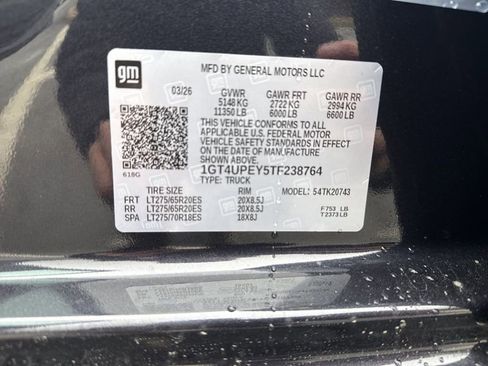 gm
MFD BY GENERAL MOTORS LLC
03/26 GVWR GAWR FRT GAWR RR
5148 KG 2722 KG 2994 KG
11350 LB 6000 LB 6600 LB
THIS VEHICLE CONFORMS TO ALL
APPLICABLE U.S. FEDERAL MOTOR
VEHICLE SAFETY STANDARDS IN EFFECT
ON THE DATE OF MANUFACTURE
SHOWN ABOVE.
618G
1GT4UPEY5TF238764
TYPE: TRUCK
TIRE SIZE RIM MODEL: 54TK20743
FRT LT275/65R20ES 20X8.5J F753 LB
RR LT275/65R20ES 20X8.5J T2373LB
SPA LT275/70R18ES 18X8J